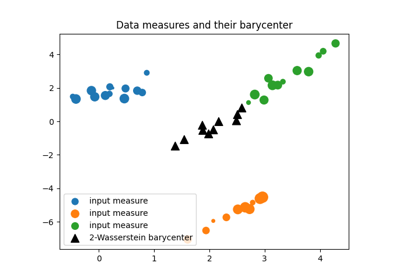 Data measures and their barycenter
4
2
0
−2
−4
−6
input measure
input measure
input measure
2-Wasserstein barycenter
0
1
2
3
4